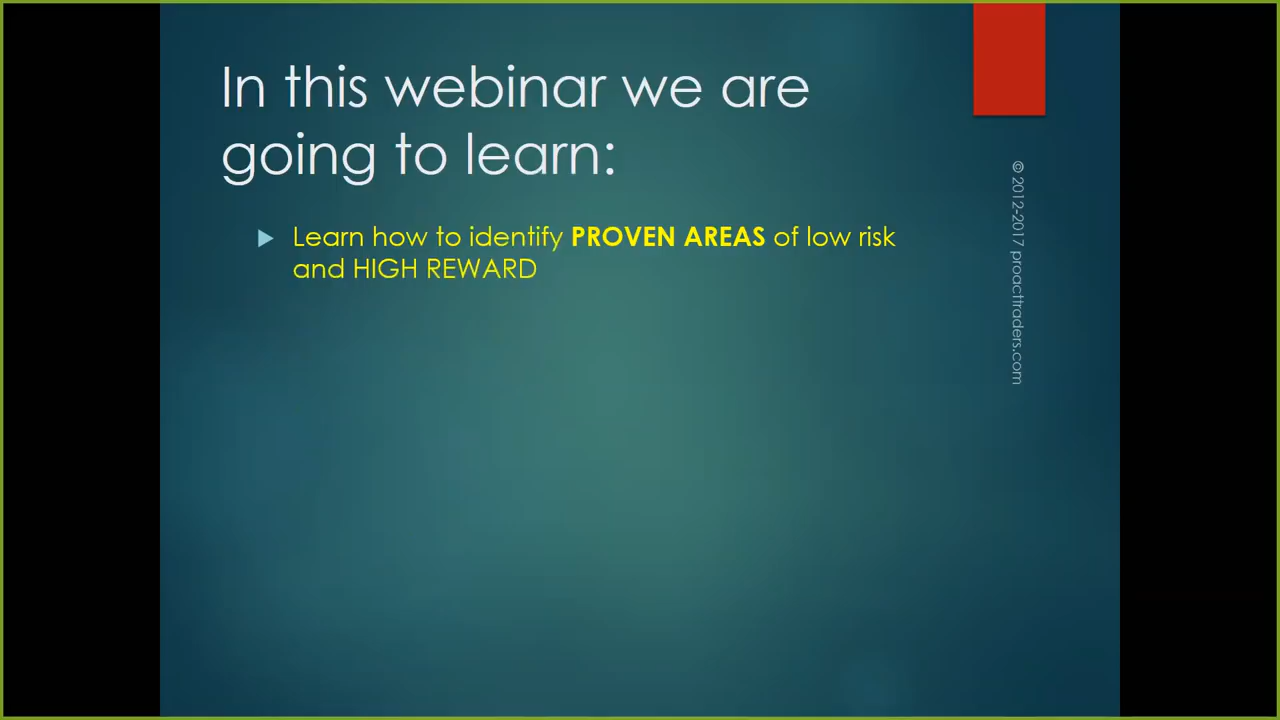 In this webinar we are
going to learn:
Learn how to identify PROVEN AREAS of low risk
and HIGH REWARD
© 2012-2017 proacttraders.com